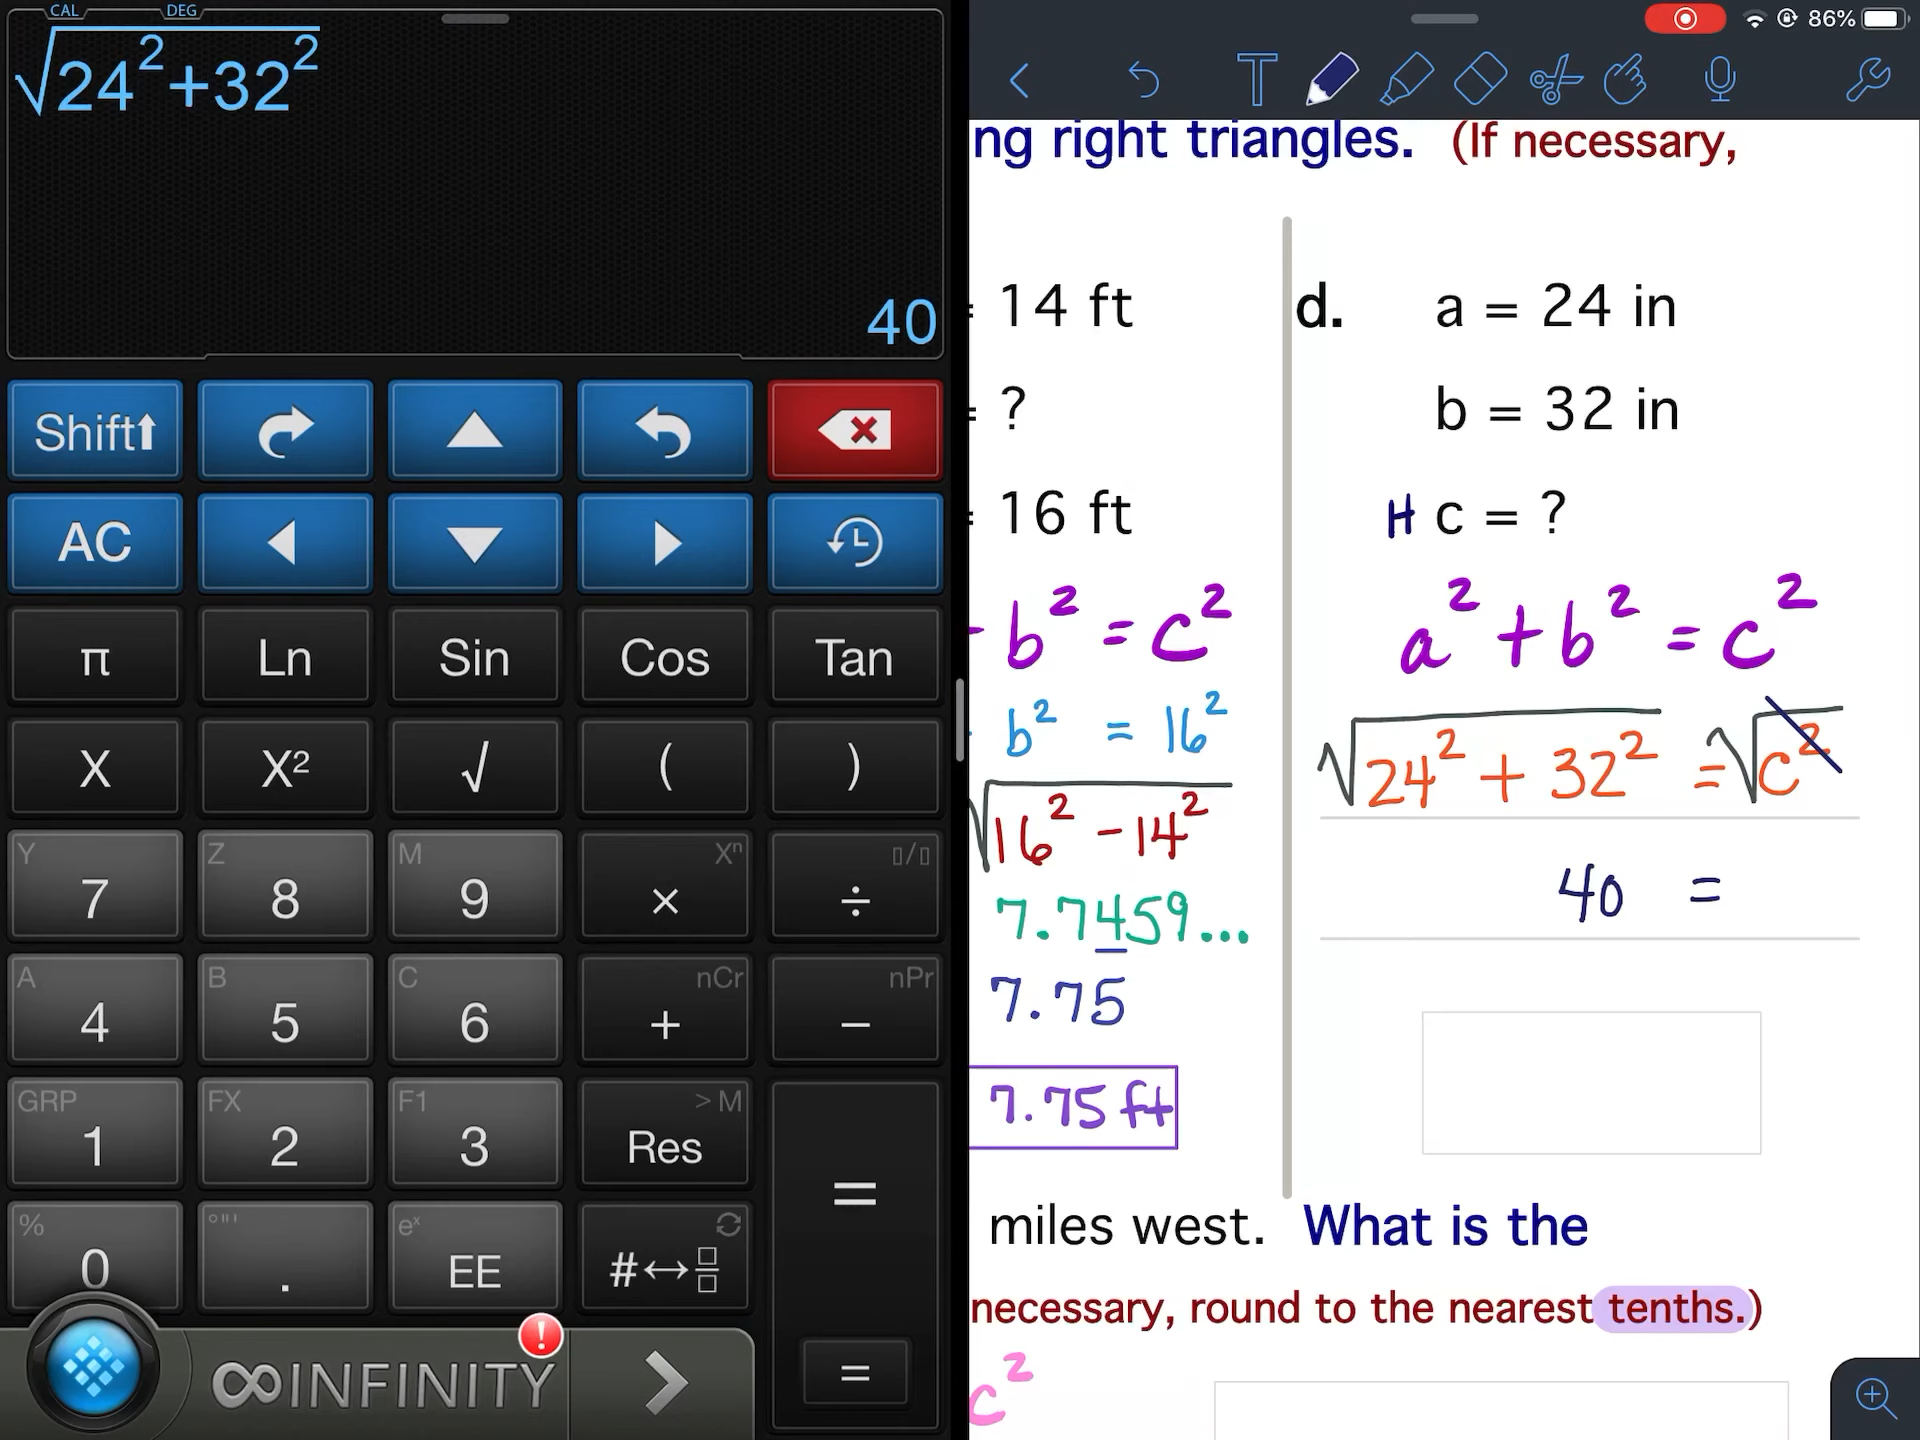 CAL DEG
√24²+32²
40
Shift
AC
π Ln Sin Cos Tan
X X² √ ( )
Y 7 Z 8 M 9 Xⁿ × ▯/▯ ÷
A 4 B 5 C 6 nCr + nPr −
GRP 1 FX 2 F1 3 > M Res =
% 0 °'" . eˣ EE #↔▯/▯
∞INFINITY ! > =
86%
T
ng right triangles. (If necessary,
= 14 ft
= ?
= 16 ft
- b² = c²
b² = 16²
√16² - 14²
7.7459...
7.75
7.75 ft
d. a = 24 in
b = 32 in
H c = ?
a² + b² = c²
√24² + 32² = √c²
40 =
miles west. What is the
necessary, round to the nearest tenths.)
c²